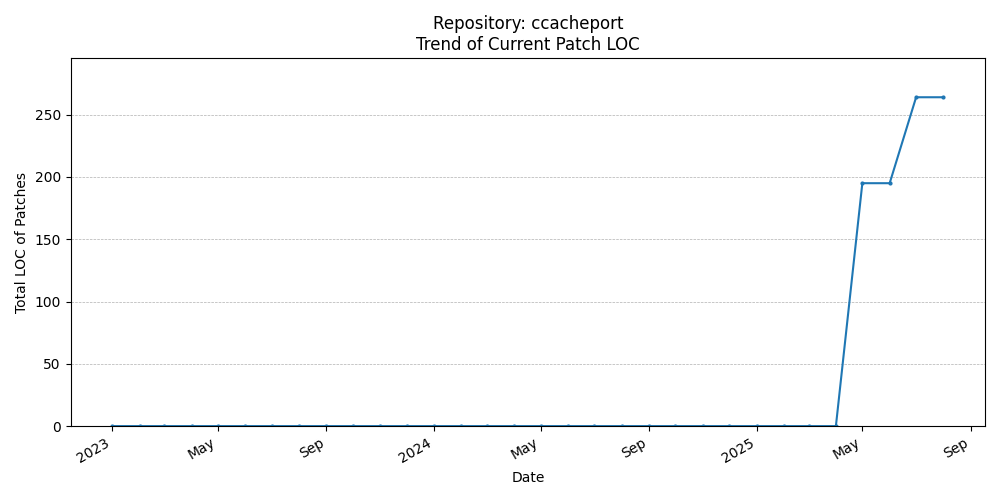 Repository: ccacheport
Trend of Current Patch LOC
Total LOC of Patches
250
200
150
100
50
0
2023
May
Sep
2024
May
Sep
2025
May
Sep
Date